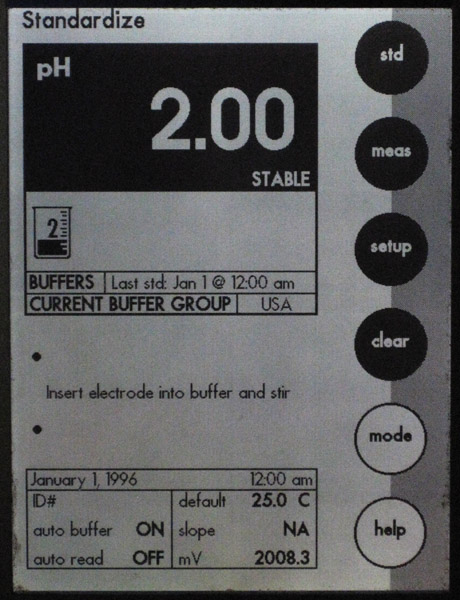 Standardize
std
pH
2.00
STABLE
meas
2
setup
BUFFERS Last std: Jan 1 @ 12:00 am
CURRENT BUFFER GROUP USA
clear
Insert electrode into buffer and stir
mode
January 1, 1996 12:00 am
ID# default 25.0 C
auto buffer ON slope NA
auto read OFF mV 2008.3
help